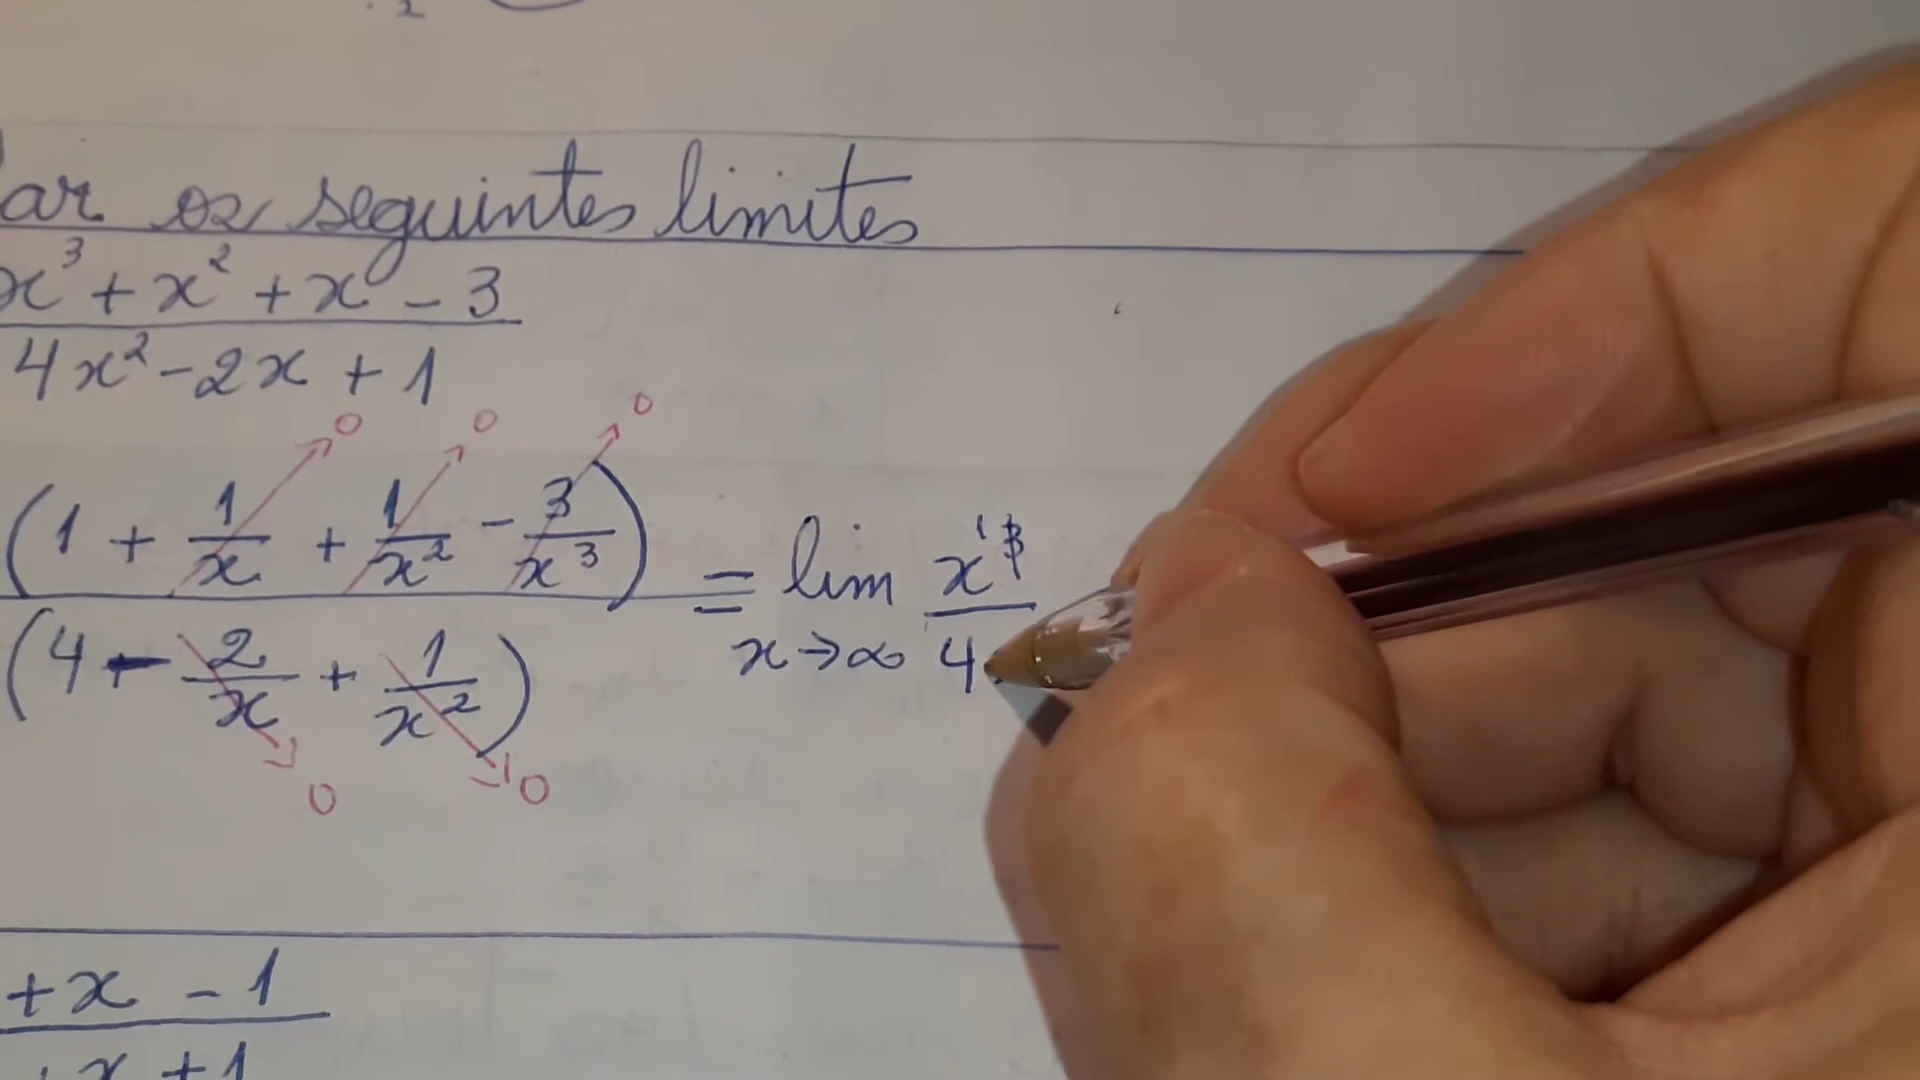 ar os seguintes limites
x³ + x² + x - 3
4x² - 2x + 1
0 0 0
(1 + 1/x + 1/x² - 3/x³)
(4 - 2/x + 1/x²)
= lim x→∞ x
4
0 0
+ x - 1
+ x + 1